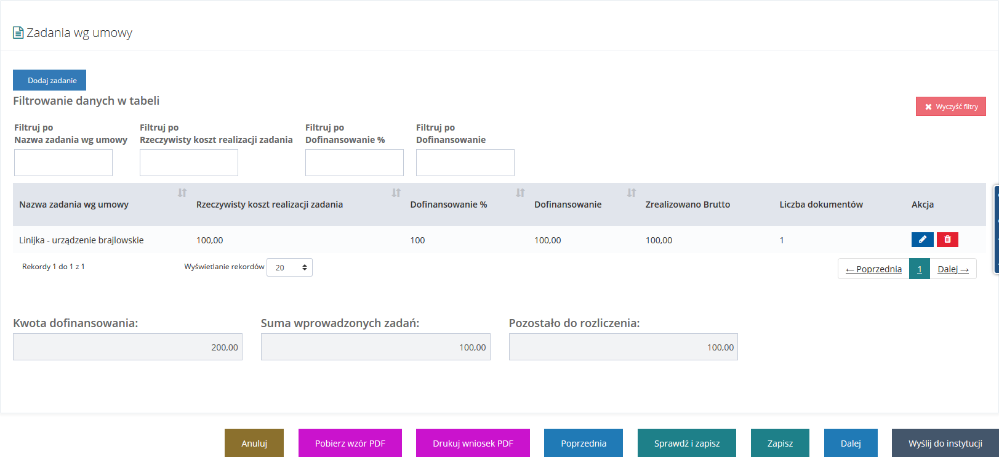 Zadania wg umowy
Dodaj zadanie
Filtrowanie danych w tabeli
Wyczyść filtry
Filtruj po
Nazwa zadania wg umowy
Filtruj po
Rzeczywisty koszt realizacji zadania
Filtruj po
Dofinansowanie %
Filtruj po
Dofinansowanie
Nazwa zadania wg umowy Rzeczywisty koszt realizacji zadania Dofinansowanie % Dofinansowanie Zrealizowano Brutto Liczba dokumentów Akcja
Linijka - urządzenie brajlowskie 100,00 100 100,00 100,00 1
Rekordy 1 do 1 z 1 Wyświetlanie rekordów 20 ← Poprzednia 1 Dalej →
Kwota dofinansowania: Suma wprowadzonych zadań: Pozostało do rozliczenia:
200,00 100,00 100,00
Anuluj Pobierz wzór PDF Drukuj wniosek PDF Poprzednia Sprawdź i zapisz Zapisz Dalej Wyślij do instytucji